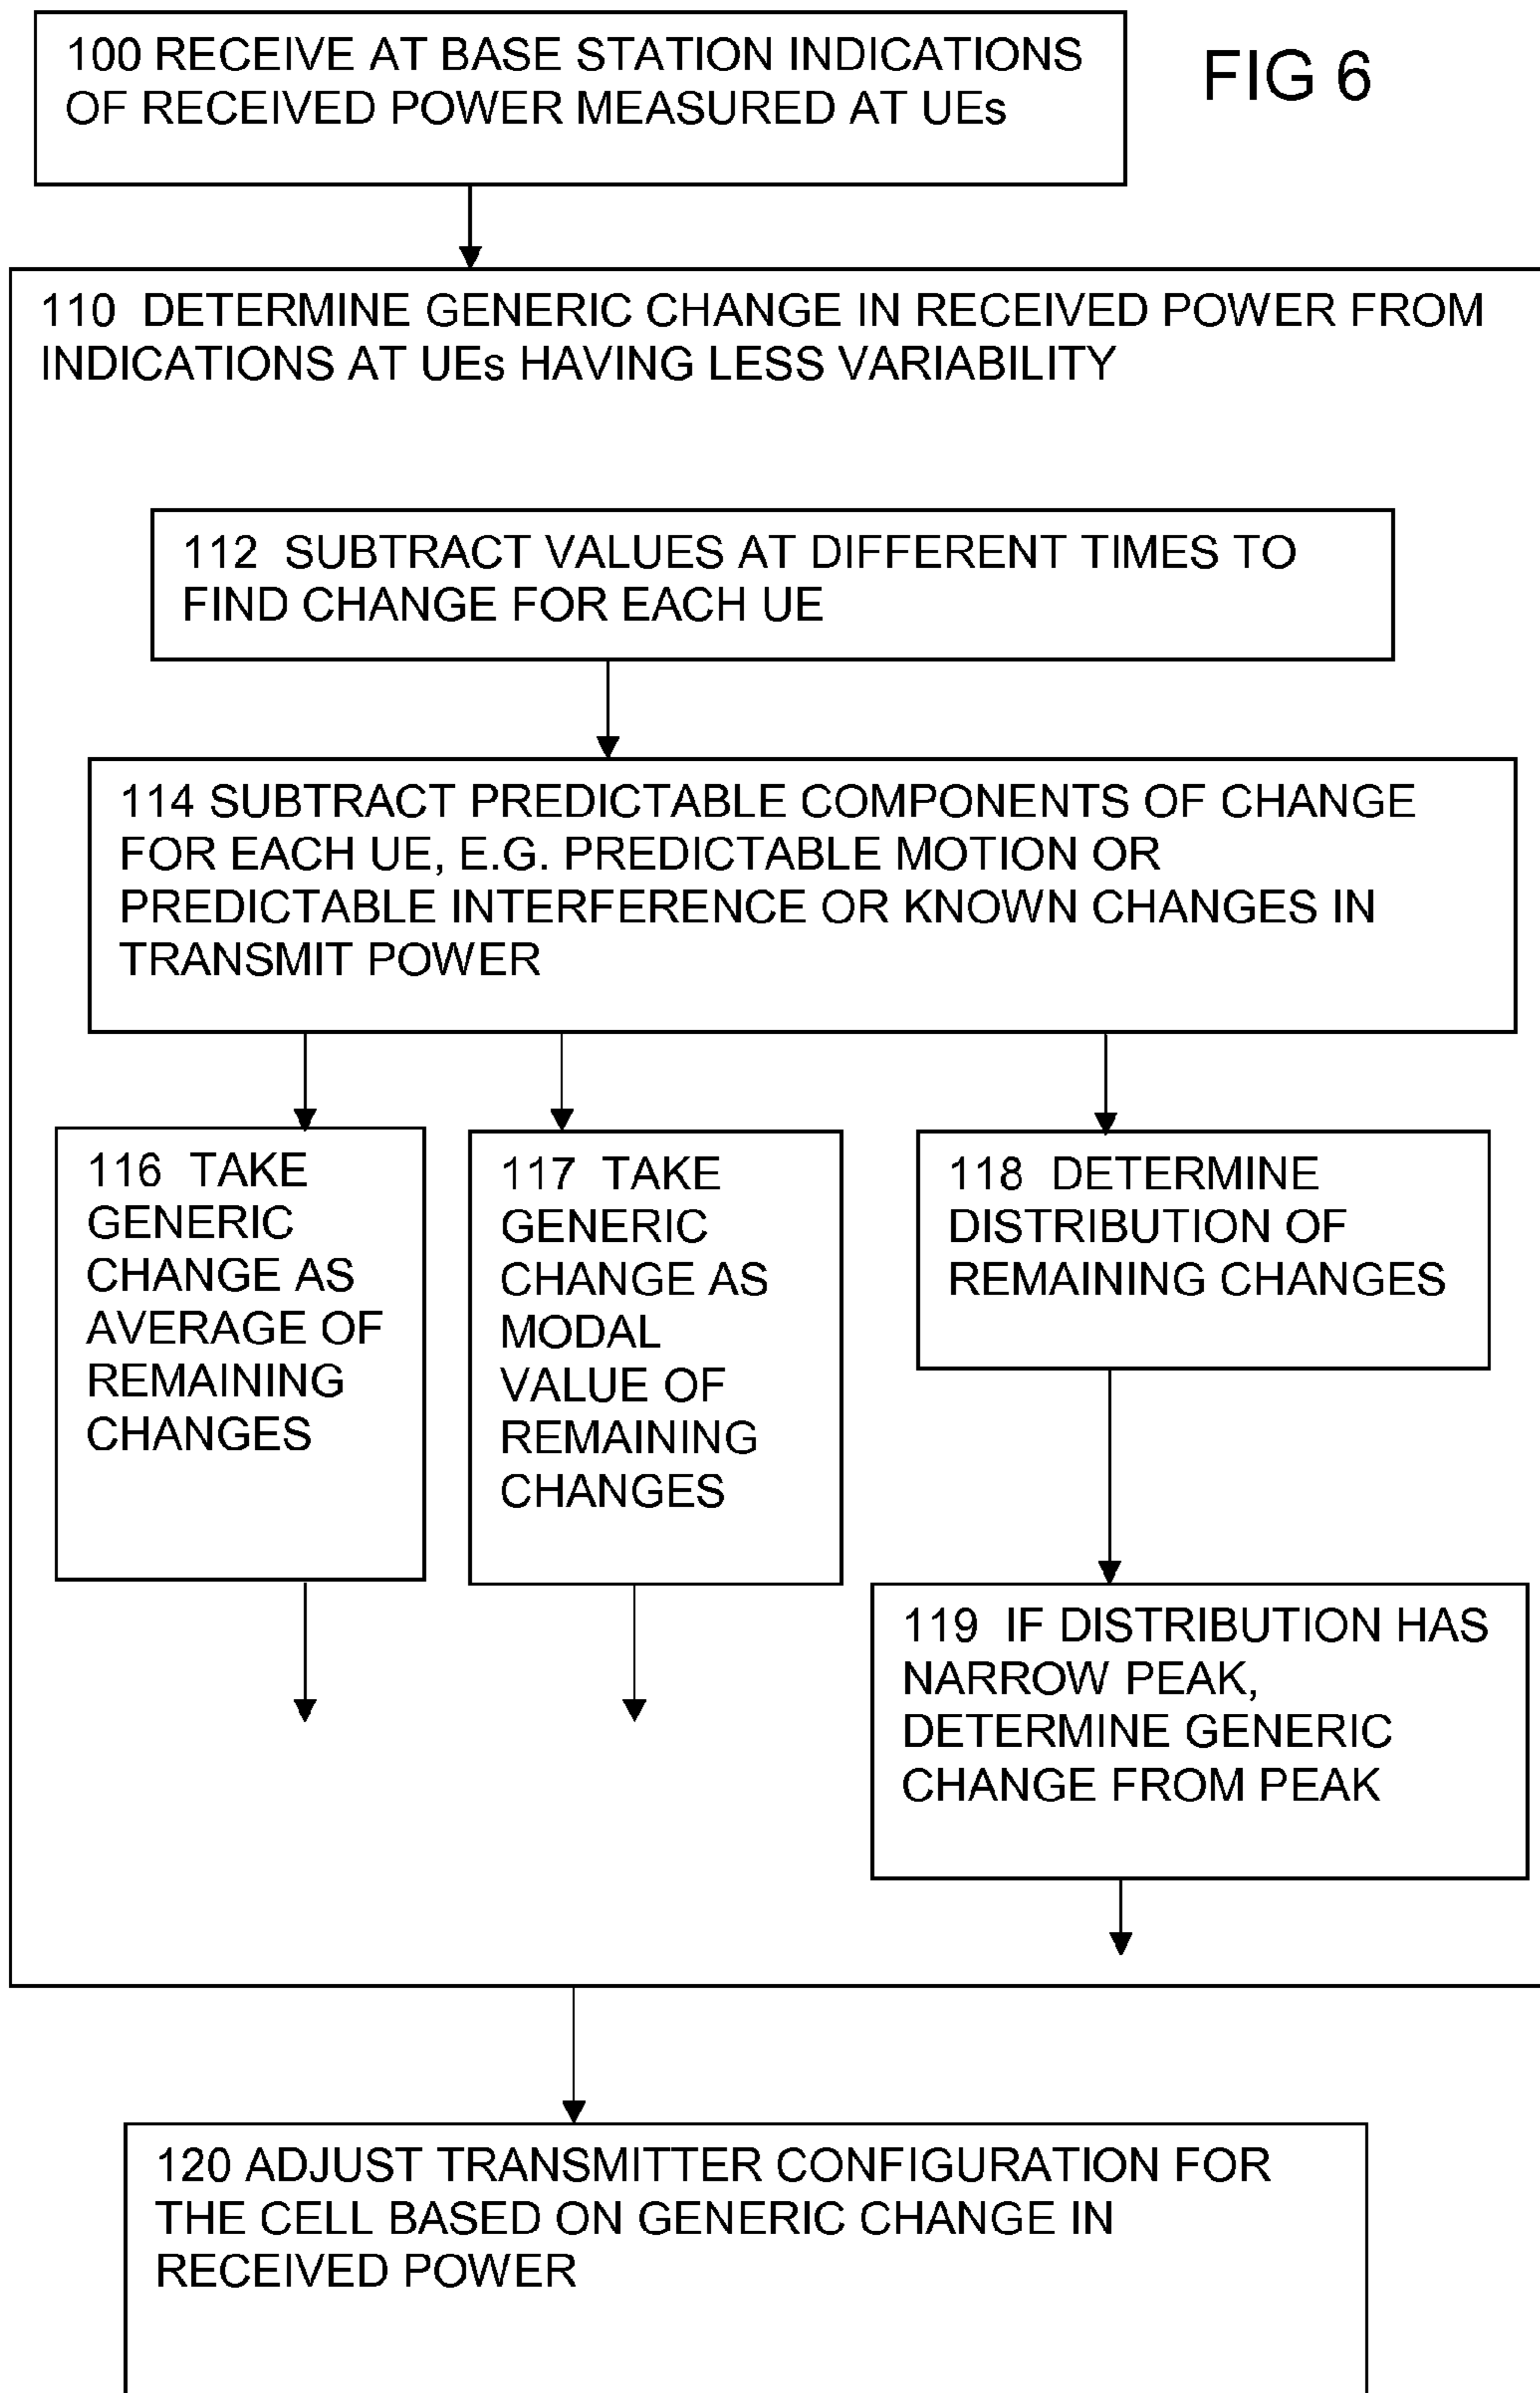 100 RECEIVE AT BASE STATION INDICATIONS
OF RECEIVED POWER MEASURED AT UEs
FIG 6
110 DETERMINE GENERIC CHANGE IN RECEIVED POWER FROM
INDICATIONS AT UEs HAVING LESS VARIABILITY
112 SUBTRACT VALUES AT DIFFERENT TIMES TO
FIND CHANGE FOR EACH UE
114 SUBTRACT PREDICTABLE COMPONENTS OF CHANGE
FOR EACH UE, E.G. PREDICTABLE MOTION OR
PREDICTABLE INTERFERENCE OR KNOWN CHANGES IN
TRANSMIT POWER
116 TAKE
GENERIC
CHANGE AS
AVERAGE OF
REMAINING
CHANGES
117 TAKE
GENERIC
CHANGE AS
MODAL
VALUE OF
REMAINING
CHANGES
118 DETERMINE
DISTRIBUTION OF
REMAINING CHANGES
119 IF DISTRIBUTION HAS
NARROW PEAK,
DETERMINE GENERIC
CHANGE FROM PEAK
120 ADJUST TRANSMITTER CONFIGURATION FOR
THE CELL BASED ON GENERIC CHANGE IN
RECEIVED POWER